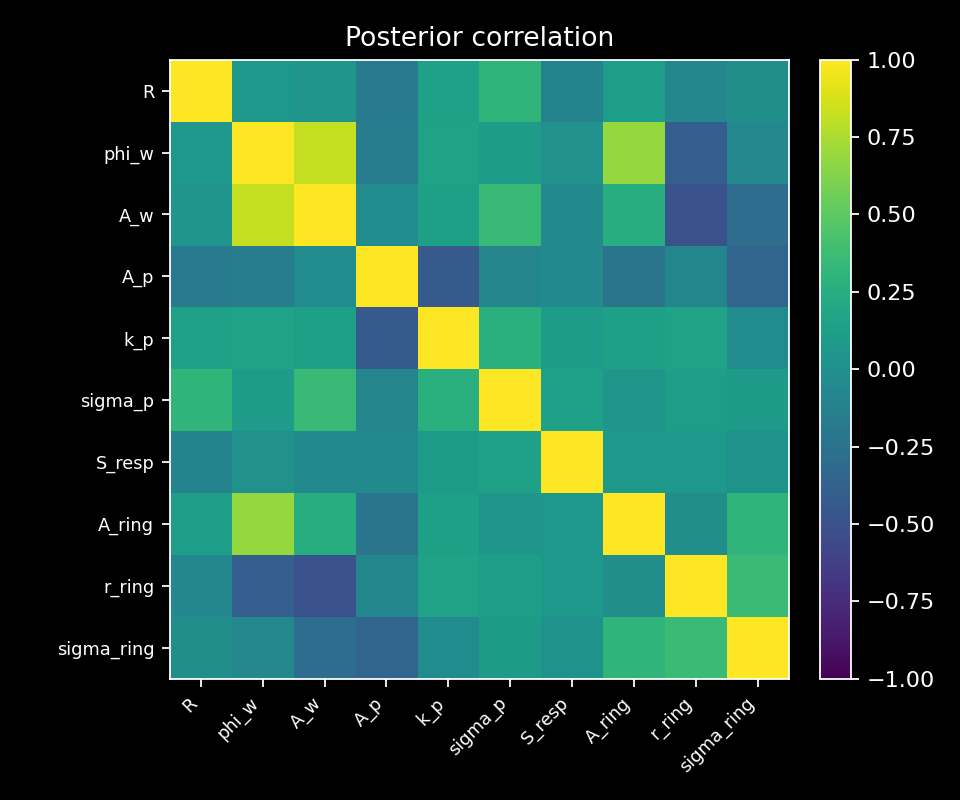 Posterior correlation
R
phi_w
A_w
A_p
k_p
sigma_p
S_resp
A_ring
r_ring
sigma_ring
R
phi_w
A_w
A_p
k_p
sigma_p
S_resp
A_ring
r_ring
sigma_ring
1.00
0.75
0.50
0.25
0.00
−0.25
−0.50
−0.75
−1.00